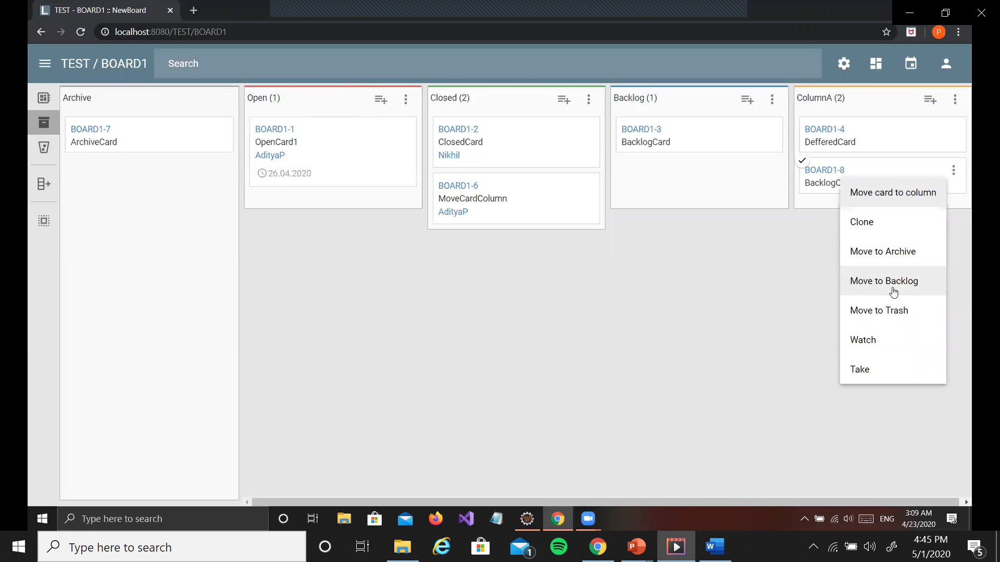 TEST - BOARD1 :: NewBoard
localhost:8080/TEST/BOARD1
P
TEST / BOARD1
Search
Archive
BOARD1-7
ArchiveCard
Open (1)
BOARD1-1
OpenCard1
AdityaP
26.04.2020
Closed (2)
BOARD1-2
ClosedCard
Nikhil
BOARD1-6
MoveCardColumn
AdityaP
Backlog (1)
BOARD1-3
BacklogCard
ColumnA (2)
BOARD1-4
DefferedCard
BOARD1-8
BacklogC
Move card to column
Clone
Move to Archive
Move to Backlog
Move to Trash
Watch
Take
Type here to search
ENG
3:09 AM
4/23/2020
Type here to search
1
4:45 PM
5/1/2020
5